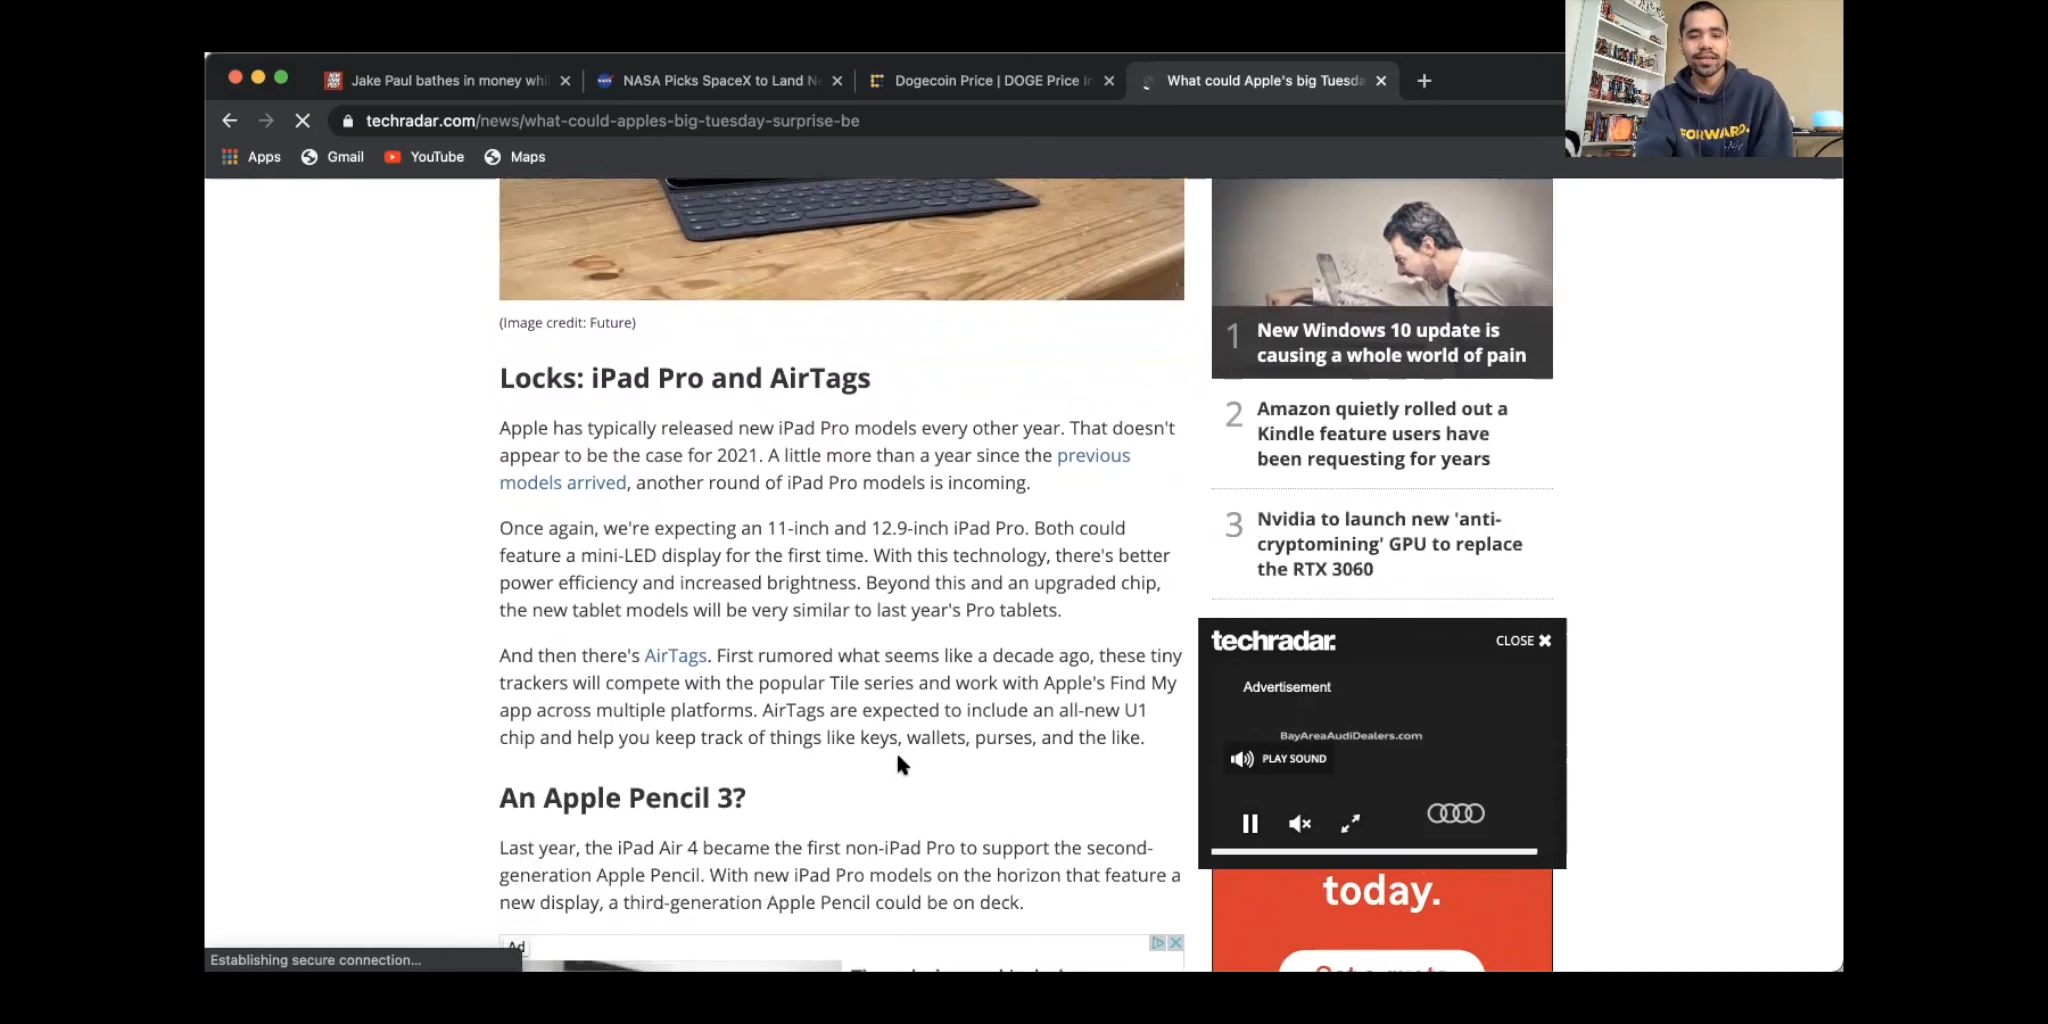 Jake Paul bathes in money whi
NASA Picks SpaceX to Land N
Dogecoin Price | DOGE Price In
What could Apple's big Tuesda
techradar.com/news/what-could-apples-big-tuesday-surprise-be
Apps
Gmail
YouTube
Maps
FORWARD.
(Image credit: Future)
Locks: iPad Pro and AirTags
Apple has typically released new iPad Pro models every other year. That doesn't
appear to be the case for 2021. A little more than a year since the previous
models arrived, another round of iPad Pro models is incoming.
Once again, we're expecting an 11-inch and 12.9-inch iPad Pro. Both could
feature a mini-LED display for the first time. With this technology, there's better
power efficiency and increased brightness. Beyond this and an upgraded chip,
the new tablet models will be very similar to last year's Pro tablets.
And then there's AirTags. First rumored what seems like a decade ago, these tiny
trackers will compete with the popular Tile series and work with Apple's Find My
app across multiple platforms. AirTags are expected to include an all-new U1
chip and help you keep track of things like keys, wallets, purses, and the like.
An Apple Pencil 3?
Last year, the iPad Air 4 became the first non-iPad Pro to support the second-
generation Apple Pencil. With new iPad Pro models on the horizon that feature a
new display, a third-generation Apple Pencil could be on deck.
Ad
Establishing secure connection...
1
New Windows 10 update is
causing a whole world of pain
2
Amazon quietly rolled out a
Kindle feature users have
been requesting for years
3
Nvidia to launch new 'anti-
cryptomining' GPU to replace
the RTX 3060
techradar.
CLOSE
Advertisement
BayAreaAudiDealers.com
PLAY SOUND
today.